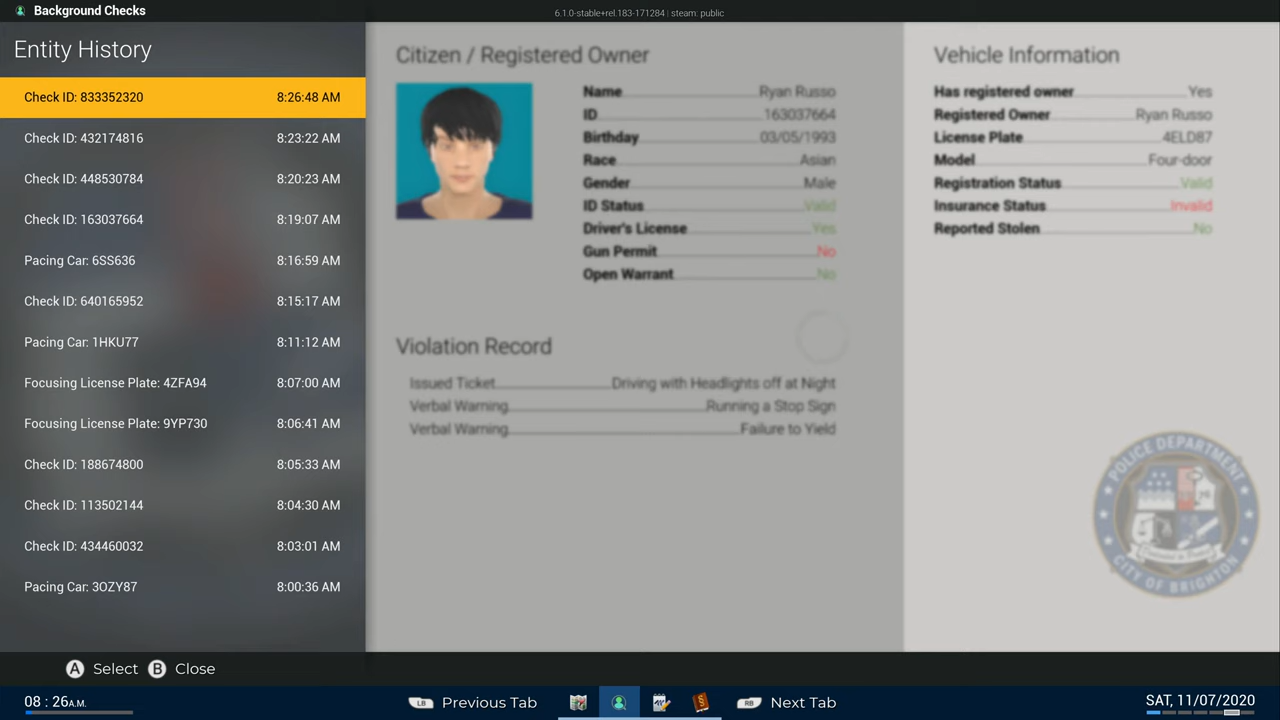 Background Checks
6.1.0-stable+rel.183-171284 | steam: public
Entity History
Check ID: 833352320 8:26:48 AM
Check ID: 432174816 8:23:22 AM
Check ID: 448530784 8:20:23 AM
Check ID: 163037664 8:19:07 AM
Pacing Car: 6SS636 8:16:59 AM
Check ID: 640165952 8:15:17 AM
Pacing Car: 1HKU77 8:11:12 AM
Focusing License Plate: 4ZFA94 8:07:00 AM
Focusing License Plate: 9YP730 8:06:41 AM
Check ID: 188674800 8:05:33 AM
Check ID: 113502144 8:04:30 AM
Check ID: 434460032 8:03:01 AM
Pacing Car: 3OZY87 8:00:36 AM
Citizen / Registered Owner
Name Ryan Russo
ID 163037664
Birthday 03/05/1993
Race Asian
Gender Male
ID Status Valid
Driver's License Yes
Gun Permit No
Open Warrant No
Violation Record
Issued Ticket Driving with Headlights off at Night
Verbal Warning Running a Stop Sign
Verbal Warning Failure to Yield
Vehicle Information
Has registered owner Yes
Registered Owner Ryan Russo
License Plate 4ELD87
Model Four-door
Registration Status Valid
Insurance Status Invalid
Reported Stolen No
POLICE DEPARTMENT
CITY OF BRIGHTON
A Select B Close
08 : 26 A.M.
LB Previous Tab
RB Next Tab
SAT, 11/07/2020